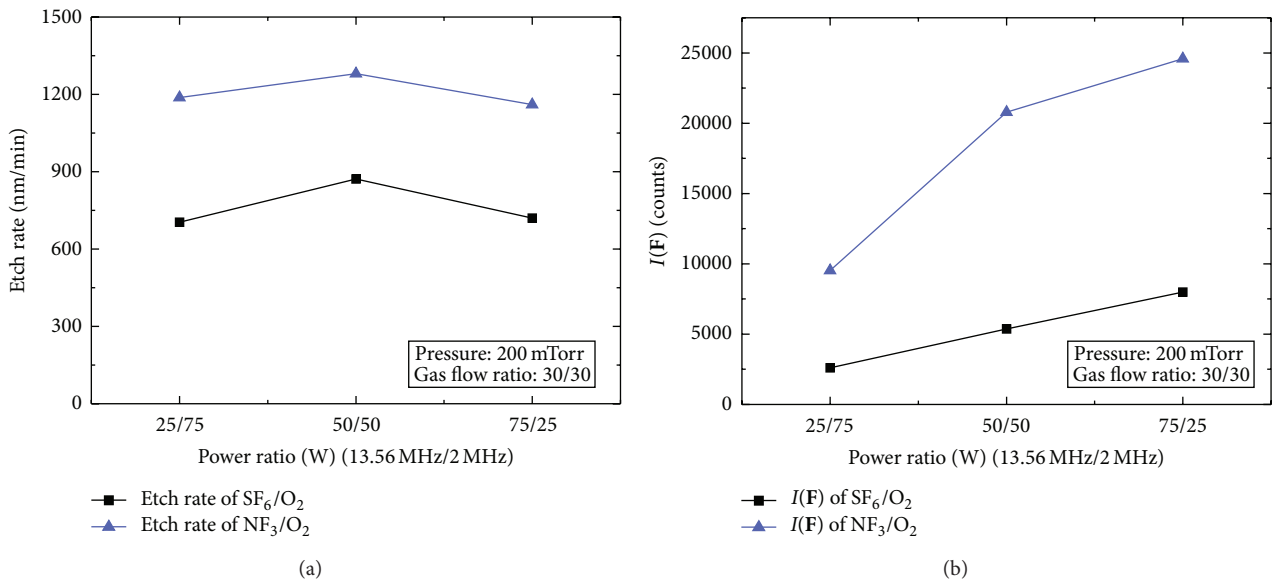 1500
1200
900
600
300
0
Etch rate (nm/min)
Pressure: 200 mTorr
Gas flow ratio: 30/30
25/75 50/50 75/25
Power ratio (W) (13.56 MHz/2 MHz)
Etch rate of SF₆/O₂
Etch rate of NF₃/O₂
(a)
25000
20000
15000
10000
5000
0
I(F) (counts)
Pressure: 200 mTorr
Gas flow ratio: 30/30
25/75 50/50 75/25
Power ratio (W) (13.56 MHz/2 MHz)
I(F) of SF₆/O₂
I(F) of NF₃/O₂
(b)